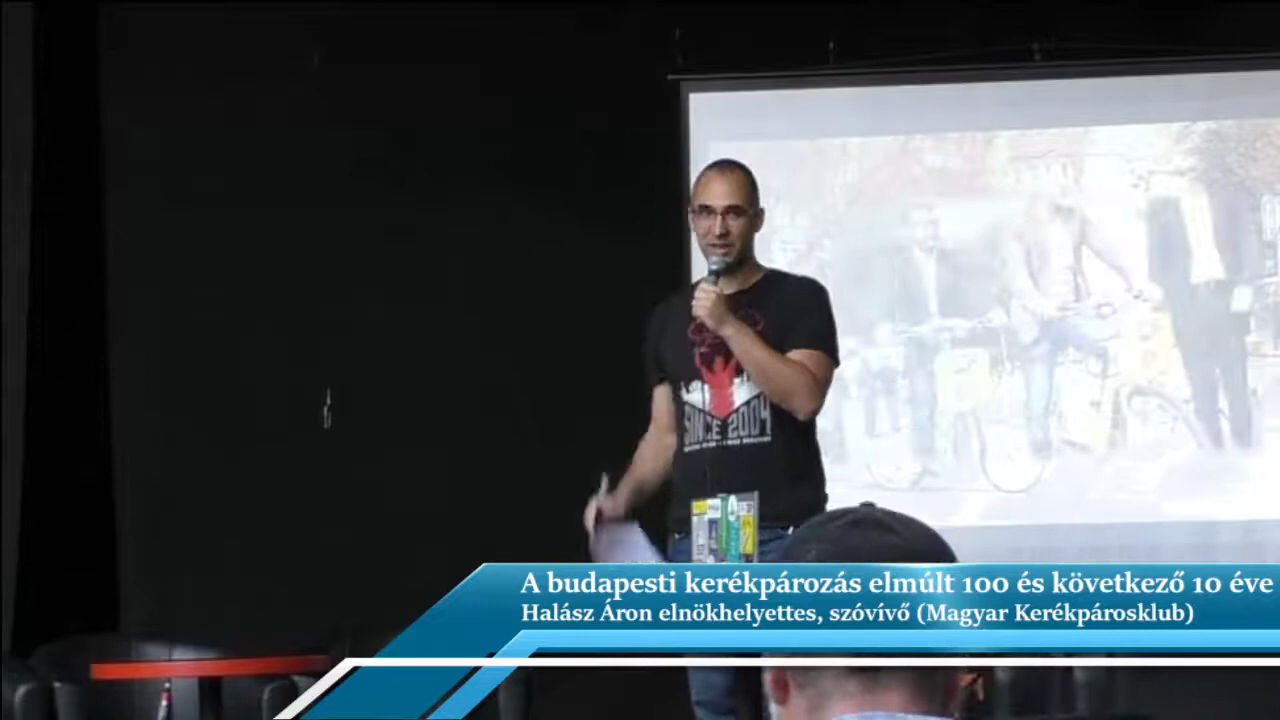 SINCE 2004
A budapesti kerékpározás elmúlt 100 és következő 10 éve
Halász Áron elnökhelyettes, szóvívő (Magyar Kerékpárosklub)